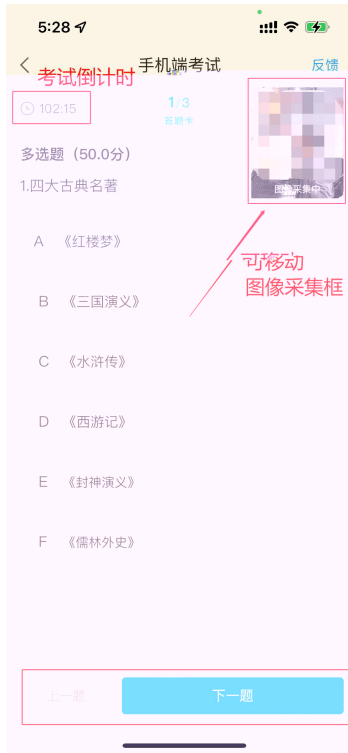 5:28
手机端考试
反馈
考试倒计时
102:15
1/3
答题卡
图像采集中
多选题（50.0分）
1.四大古典名著
A 《红楼梦》
可移动
图像采集框
B 《三国演义》
C 《水浒传》
D 《西游记》
E 《封神演义》
F 《儒林外史》
上一题
下一题